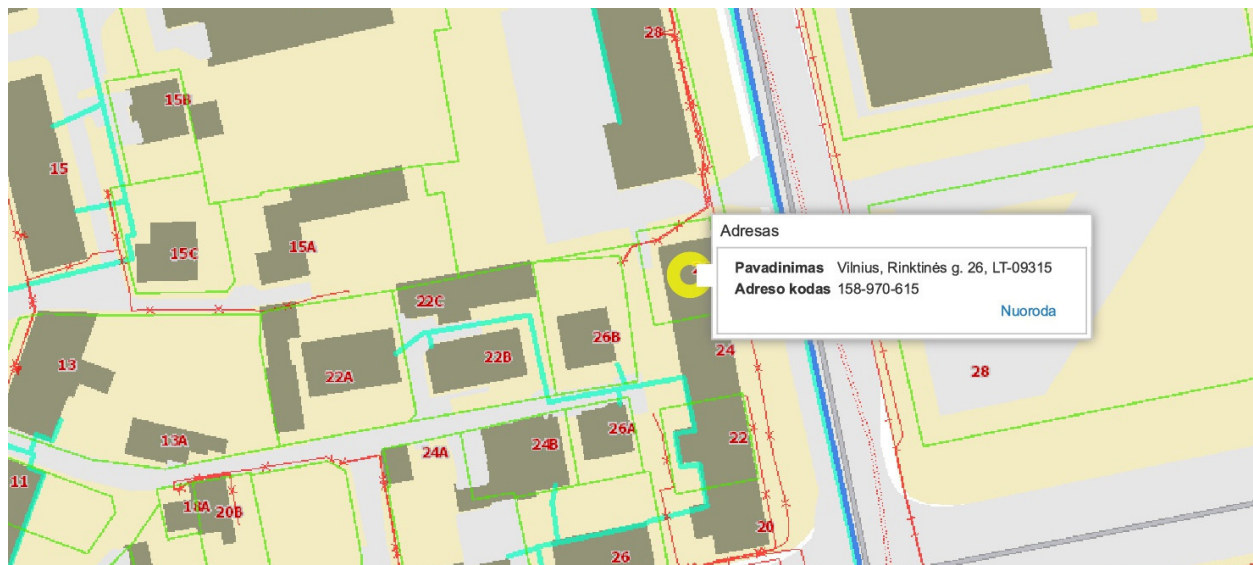 28
15B
15
15C
15A
Adresas
Pavadinimas Vilnius, Rinktinės g. 26, LT-09315
Adreso kodas 158-970-615
Nuoroda
22C
26B
24
22B
13
22A
28
13A
26A
22
24A
24B
11
18A
20B
20
26